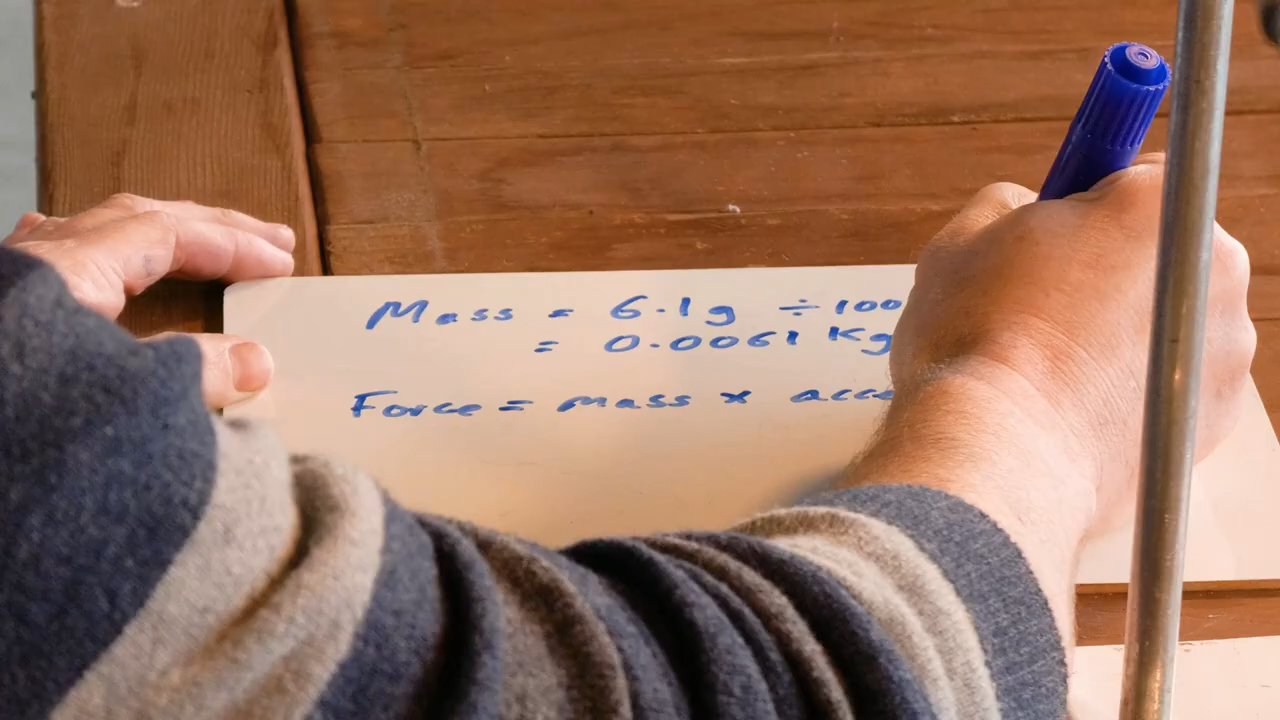 Mass = 6.1g ÷ 100
= 0.0061 Kg
Force = mass x acce